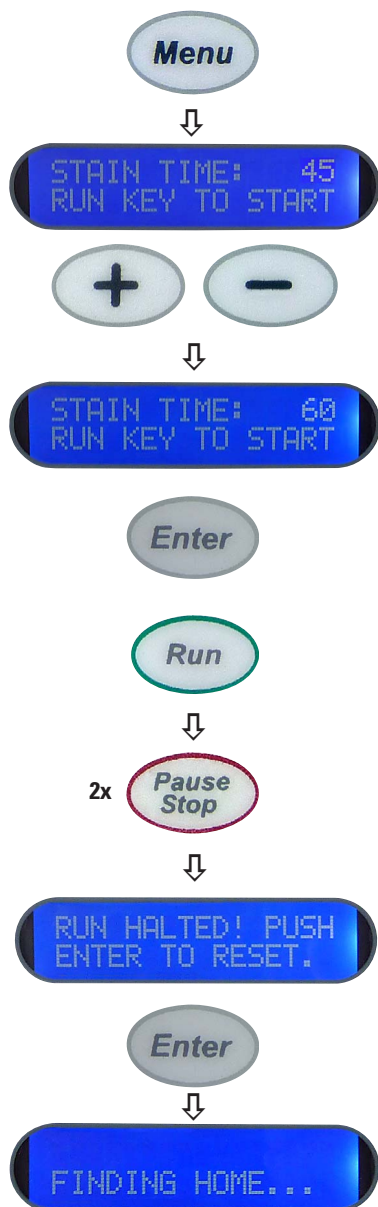 Menu
STAIN TIME: 45
RUN KEY TO START
+ −
STAIN TIME: 60
RUN KEY TO START
Enter
Run
2x
Pause
Stop
RUN HALTED! PUSH
ENTER TO RESET.
Enter
FINDING HOME...